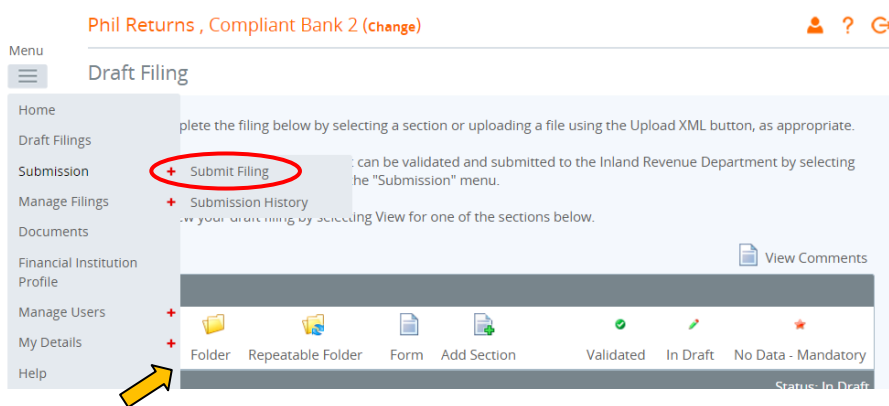 Phil Returns , Compliant Bank 2 (Change)
?
Menu
Draft Filing
Home
Draft Filings
Submission +
Manage Filings +
Documents
Financial Institution
Profile
Manage Users +
My Details +
Help
Submit Filing
Submission History
plete the filing below by selecting a section or uploading a file using the Upload XML button, as appropriate.
can be validated and submitted to the Inland Revenue Department by selecting
the "Submission" menu.
your draft filing by selecting View for one of the sections below.
View Comments
Folder Repeatable Folder Form Add Section Validated In Draft No Data - Mandatory
Status: In Draft